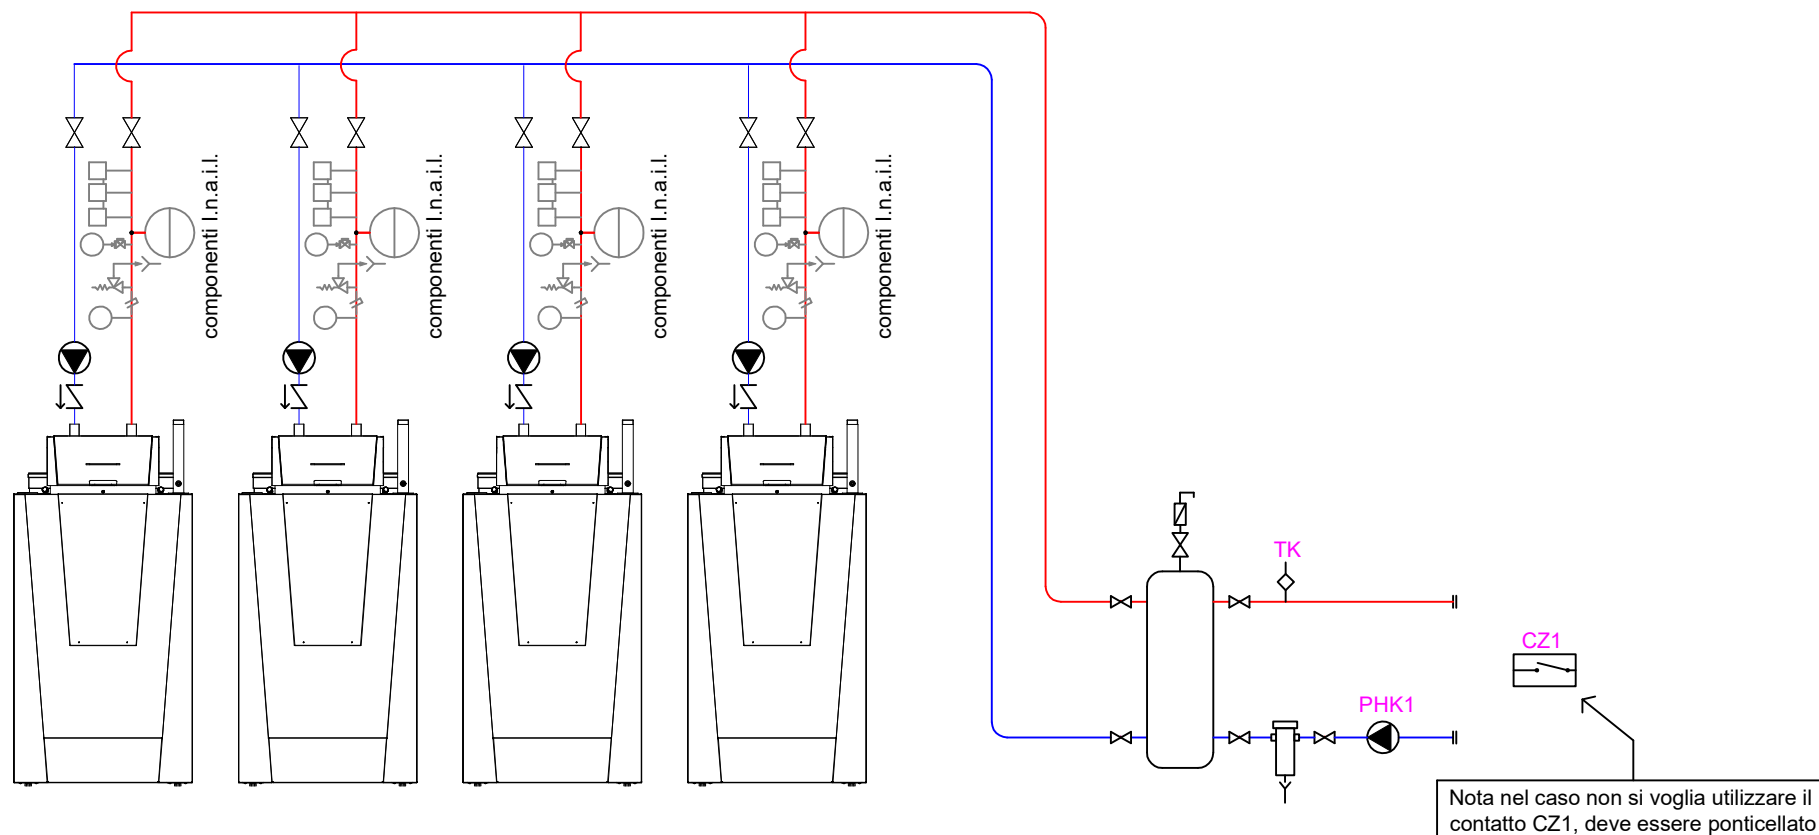 componenti I.n.a.i.l.
componenti I.n.a.i.l.
componenti I.n.a.i.l.
componenti I.n.a.i.l.
TK
CZ1
PHK1
Nota nel caso non si voglia utilizzare il
contatto CZ1, deve essere ponticellato